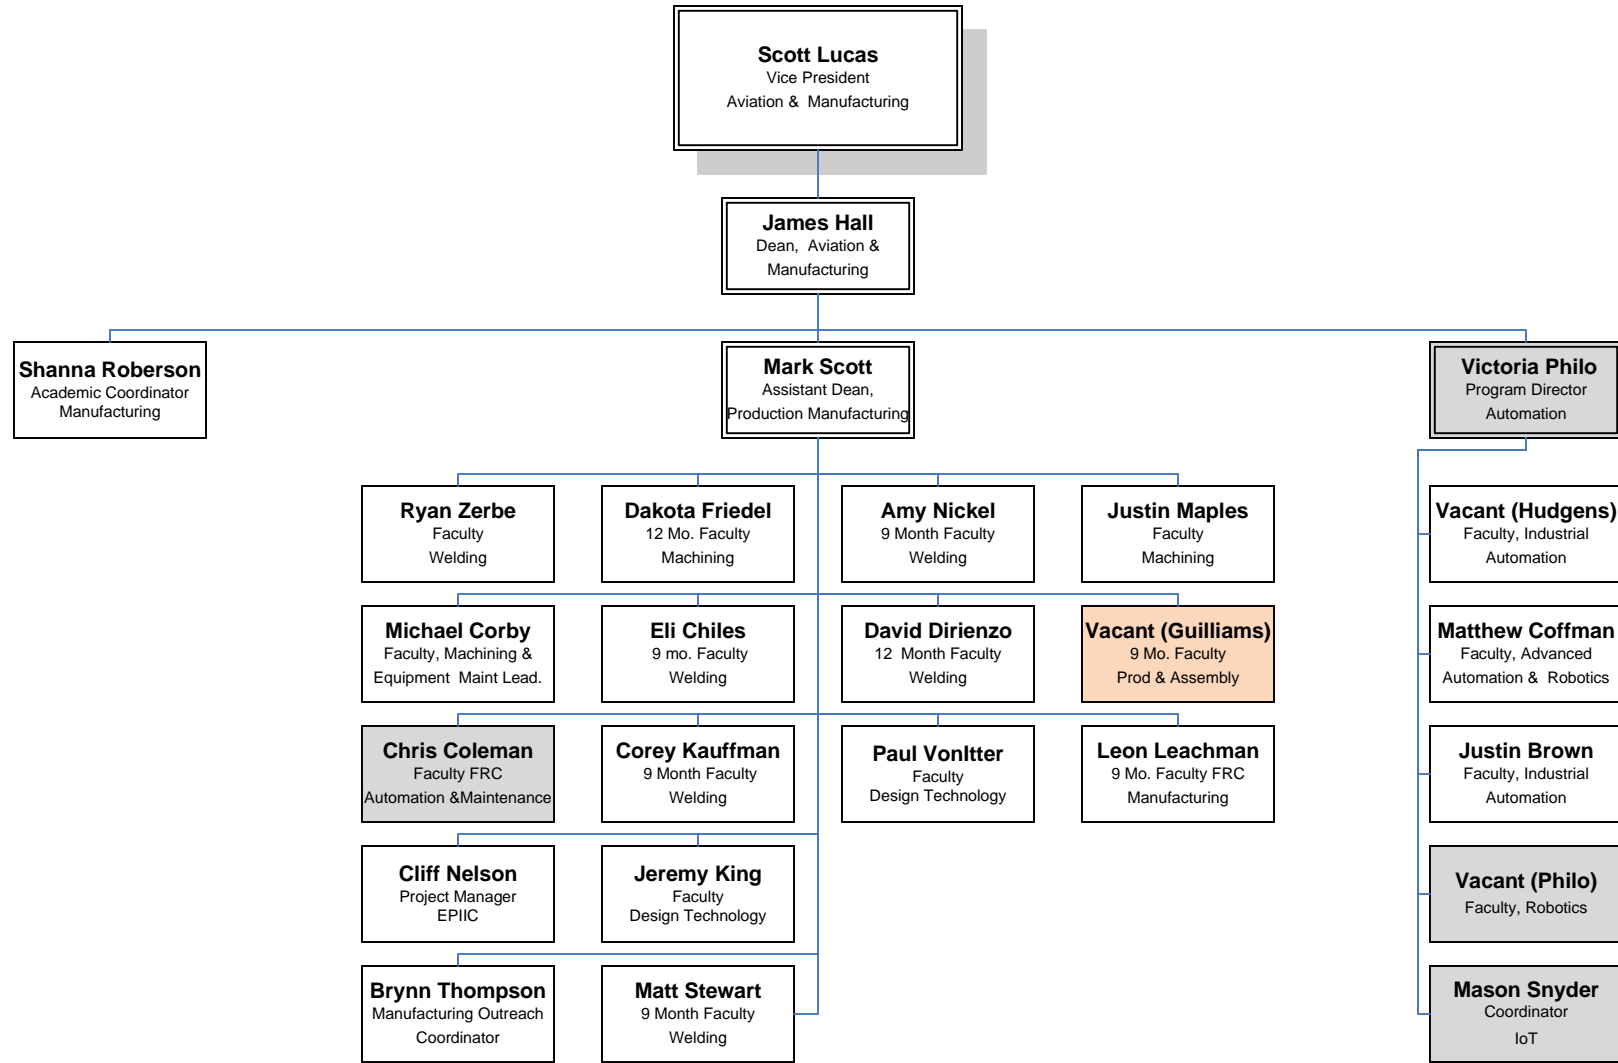 Scott Lucas
Vice President
Aviation & Manufacturing
James Hall
Dean, Aviation &
Manufacturing
Shanna Roberson
Academic Coordinator
Manufacturing
Mark Scott
Assistant Dean,
Production Manufacturing
Victoria Philo
Program Director
Automation
Ryan Zerbe
Faculty
Welding
Dakota Friedel
12 Mo. Faculty
Machining
Amy Nickel
9 Month Faculty
Welding
Justin Maples
Faculty
Machining
Vacant (Hudgens)
Faculty, Industrial
Automation
Michael Corby
Faculty, Machining &
Equipment Maint Lead.
Eli Chiles
9 mo. Faculty
Welding
David Dirienzo
12 Month Faculty
Welding
Vacant (Guilliams)
9 Mo. Faculty
Prod & Assembly
Matthew Coffman
Faculty, Advanced
Automation & Robotics
Chris Coleman
Faculty FRC
Automation &Maintenance
Corey Kauffman
9 Month Faculty
Welding
Paul VonItter
Faculty
Design Technology
Leon Leachman
9 Mo. Faculty FRC
Manufacturing
Justin Brown
Faculty, Industrial
Automation
Cliff Nelson
Project Manager
EPIIC
Jeremy King
Faculty
Design Technology
Vacant (Philo)
Faculty, Robotics
Brynn Thompson
Manufacturing Outreach
Coordinator
Matt Stewart
9 Month Faculty
Welding
Mason Snyder
Coordinator
IoT